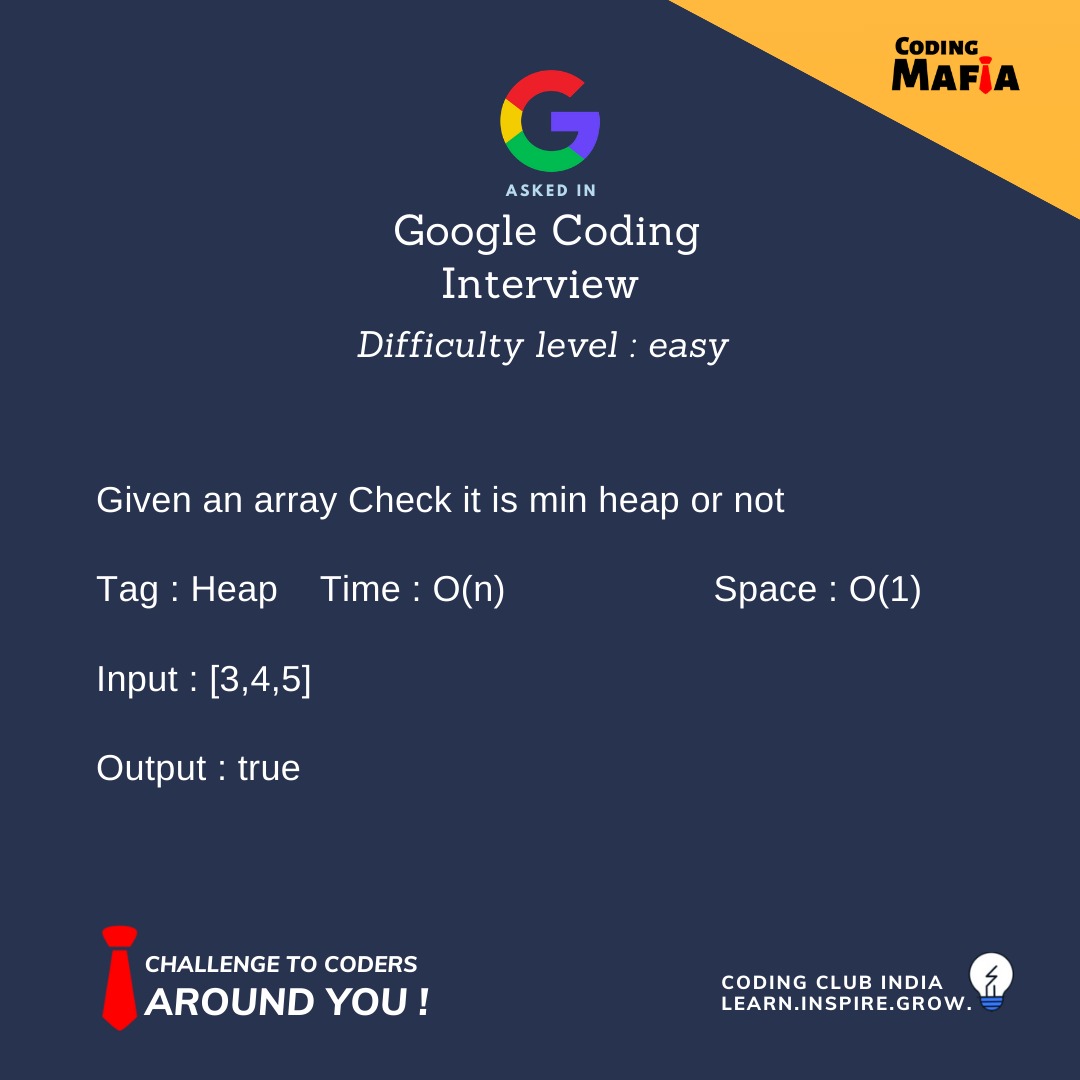 CODING
MAFIA
ASKED IN
Google Coding
Interview
Difficulty level : easy
Given an array Check it is min heap or not
Tag : Heap Time : O(n) Space : O(1)
Input : [3,4,5]
Output : true
CHALLENGE TO CODERS
AROUND YOU !
CODING CLUB INDIA
LEARN.INSPIRE.GROW.